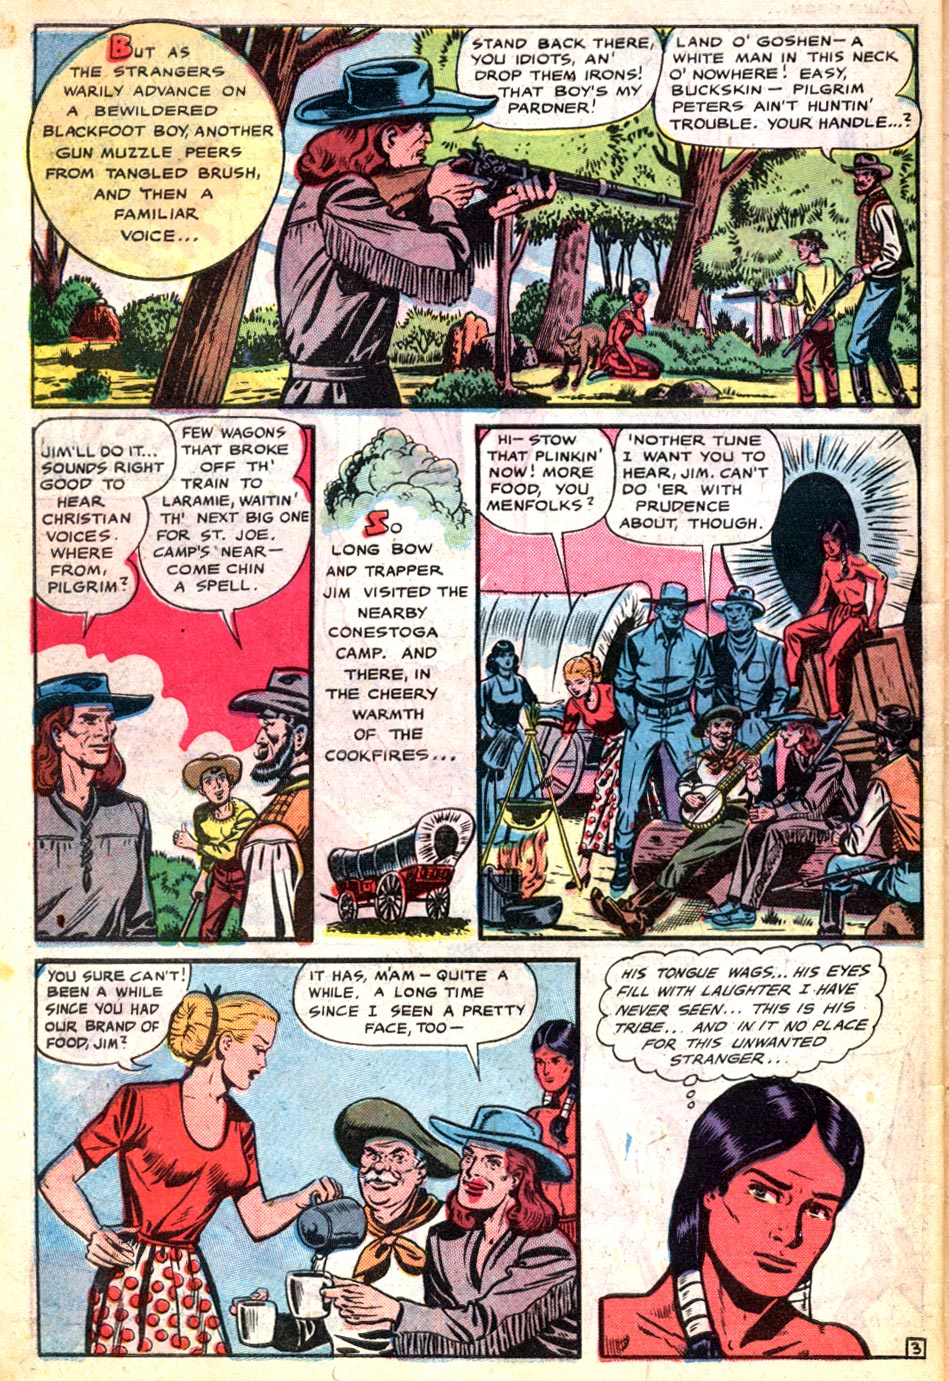 BUT AS
THE STRANGERS
WARILY ADVANCE ON
A BEWILDERED
BLACKFOOT BOY, ANOTHER
GUN MUZZLE PEERS
FROM TANGLED BRUSH,
AND THEN A
FAMILIAR
VOICE...
STAND BACK THERE,
YOU IDIOTS, AN'
DROP THEM IRONS!
THAT BOY'S MY
PARDNER!
LAND O' GOSHEN—A
WHITE MAN IN THIS NECK
O' NOWHERE! EASY,
BUCKSKIN— PILGRIM
PETERS AIN'T HUNTIN'
TROUBLE. YOUR HANDLE...?
JIM'LL DO IT...
SOUNDS RIGHT
GOOD TO
HEAR
CHRISTIAN
VOICES.
WHERE
FROM,
PILGRIM?
FEW WAGONS
THAT BROKE
OFF TH'
TRAIN TO
LARAMIE, WAITIN'
TH' NEXT BIG ONE
FOR ST. JOE.
CAMP'S NEAR—
COME CHIN
A SPELL.
SO
LONG BOW
AND TRAPPER
JIM VISITED THE
NEARBY
CONESTOGA
CAMP. AND
THERE, IN
THE CHEERY
WARMTH
OF THE
COOKFIRES...
HI— STOW
THAT PLINKIN'
NOW! MORE
FOOD, YOU
MENFOLKS?
'NOTHER TUNE
I WANT YOU TO
HEAR, JIM. CAN'T
DO 'ER WITH
PRUDENCE
ABOUT, THOUGH.
YOU SURE CAN'T!
BEEN A WHILE
SINCE YOU HAD
OUR BRAND OF
FOOD, JIM?
IT HAS, M'AM— QUITE A
WHILE. A LONG TIME
SINCE I SEEN A PRETTY
FACE, TOO—
HIS TONGUE WAGS... HIS EYES
FILL WITH LAUGHTER I HAVE
NEVER SEEN... THIS IS HIS
TRIBE... AND IN IT NO PLACE
FOR THIS UNWANTED
STRANGER...
3